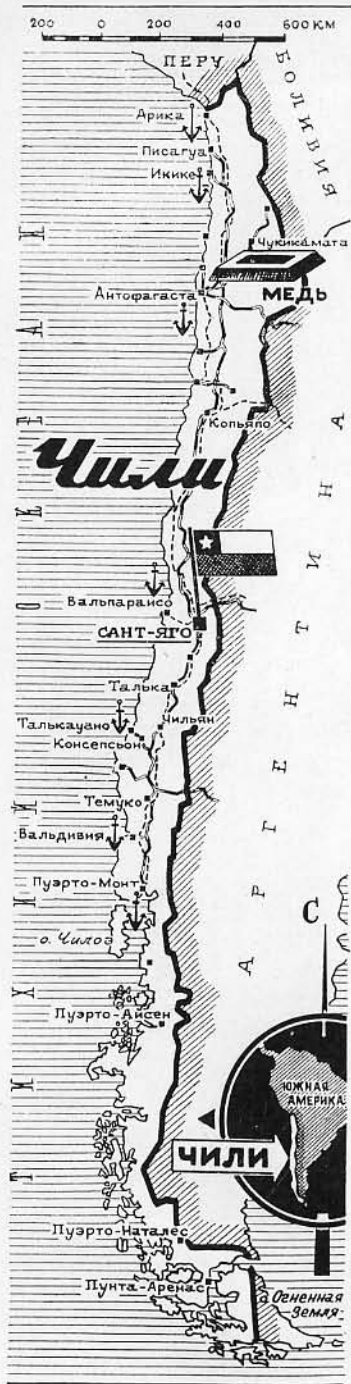 200 0 200 400 600 КМ
ПЕРУ
БОЛИВИЯ
Арика
Писагуа
Икике
Чукикамата
МЕДЬ
Антофагаста
Копьяпо
Чили
Вальпараисо
САНТ-ЯГО
Талька
Чильян
Талькауано
Консепсьон
Темуко
Вальдивия
Пуэрто-Монт
о. Чилоэ
Пуэрто-Айсен
АРГЕНТИНА
ТИХИЙ ОКЕАН
С
ЮЖНАЯ
АМЕРИКА
ЧИЛИ
Пуэрто-Наталес
Пунта-Аренас
о Огненная
Земля